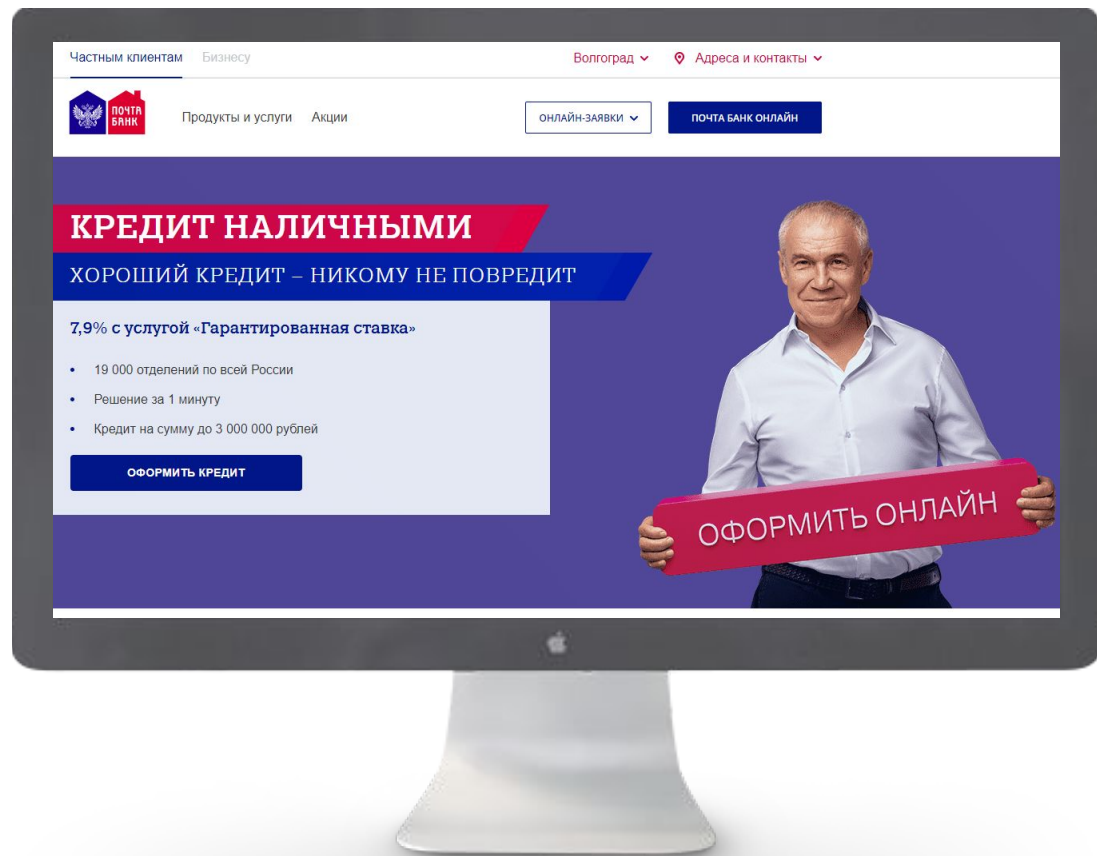 Частным клиентам Бизнесу Волгоград Адреса и контакты
ПОЧТА
БАНК
Продукты и услуги Акции ОНЛАЙН-ЗАЯВКИ ПОЧТА БАНК ОНЛАЙН
КРЕДИТ НАЛИЧНЫМИ
ХОРОШИЙ КРЕДИТ – НИКОМУ НЕ ПОВРЕДИТ
7,9% с услугой «Гарантированная ставка»
• 19 000 отделений по всей России
• Решение за 1 минуту
• Кредит на сумму до 3 000 000 рублей
ОФОРМИТЬ КРЕДИТ
ОФОРМИТЬ ОНЛАЙН